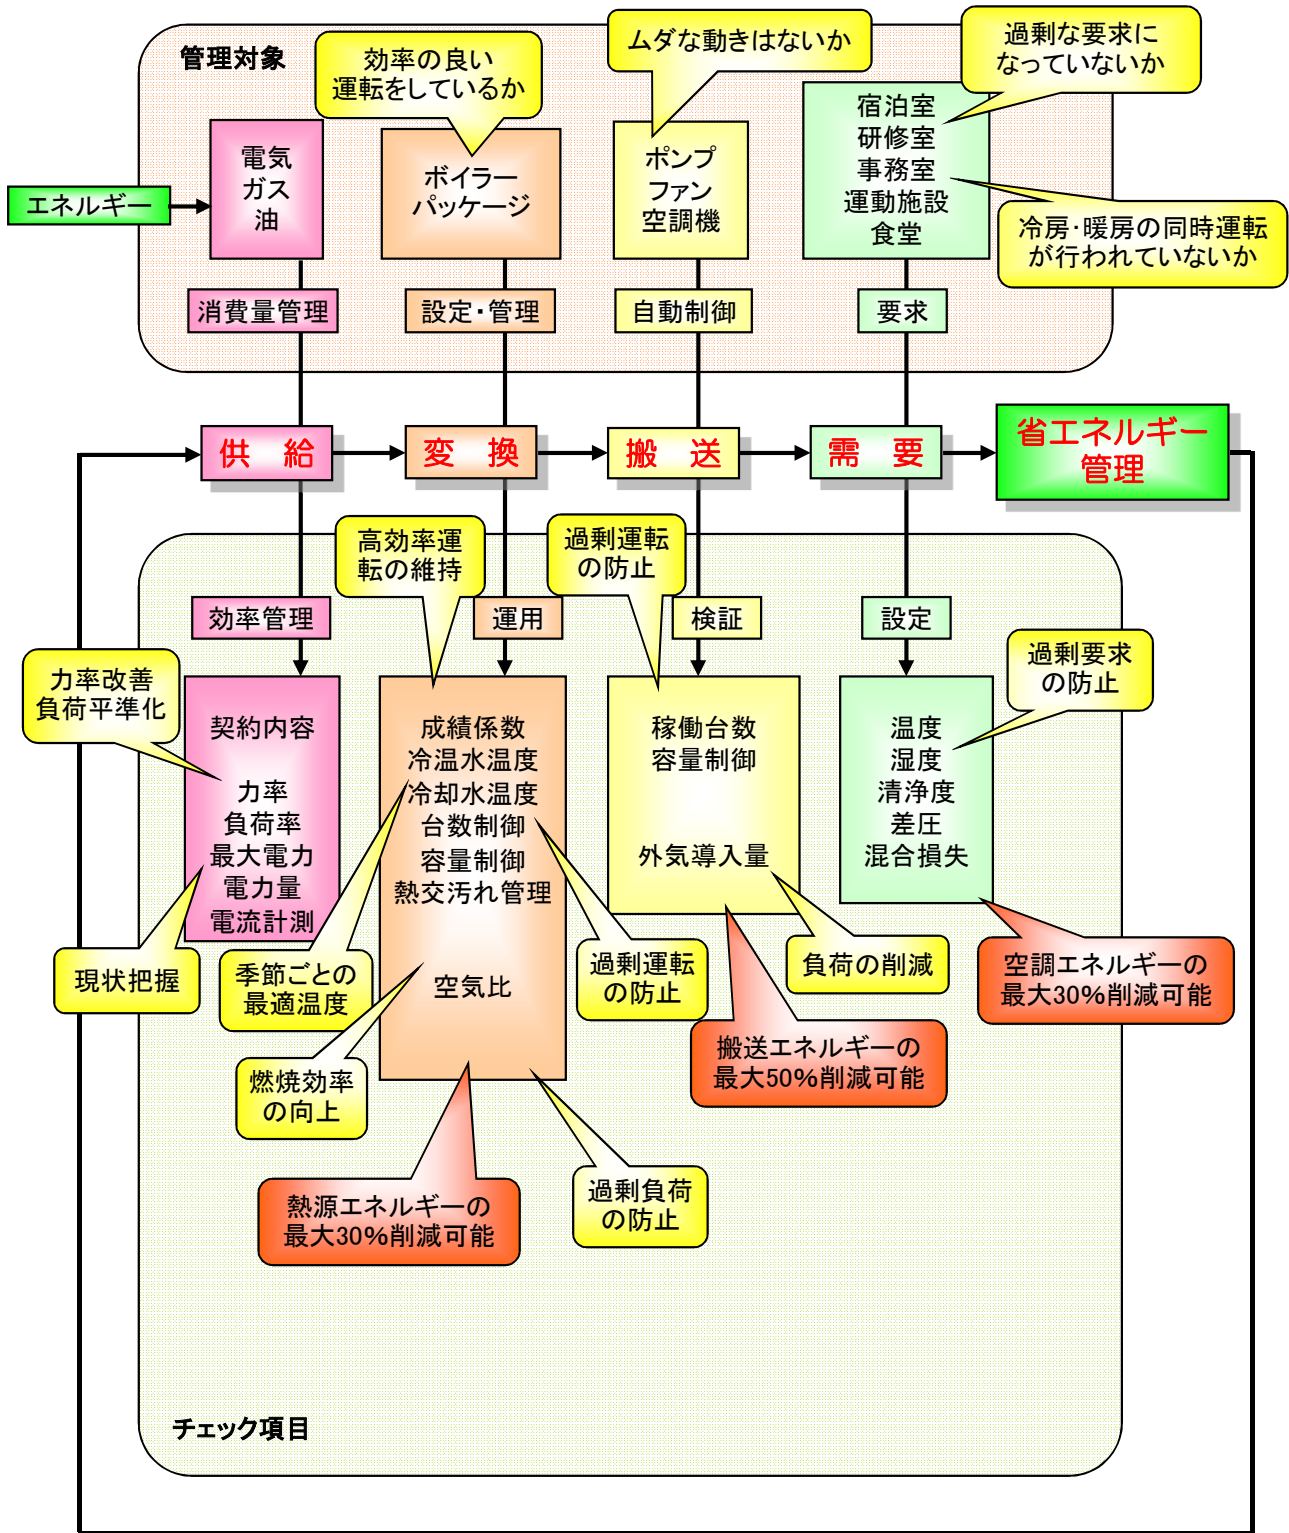 管理対象
効率の良い
運転をしているか
ムダな動きはないか
過剰な要求に
なっていないか
エネルギー
電気
ガス
油
ボイラー
パッケージ
ポンプ
ファン
空調機
宿泊室
研修室
事務室
運動施設
食堂
冷房・暖房の同時運転
が行われていないか
消費量管理
設定・管理
自動制御
要求
供 給
変 換
搬 送
需 要
省エネルギー
管理
高効率運
転の維持
過剰運転
の防止
効率管理
運用
検証
設定
力率改善
負荷平準化
過剰要求
の防止
契約内容
力率
負荷率
最大電力
電力量
電流計測
成績係数
冷温水温度
冷却水温度
台数制御
容量制御
熱交汚れ管理
空気比
稼働台数
容量制御
外気導入量
温度
湿度
清浄度
差圧
混合損失
現状把握
季節ごとの
最適温度
過剰運転
の防止
負荷の削減
空調エネルギーの
最大30%削減可能
燃焼効率
の向上
搬送エネルギーの
最大50%削減可能
熱源エネルギーの
最大30%削減可能
過剰負荷
の防止
チェック項目